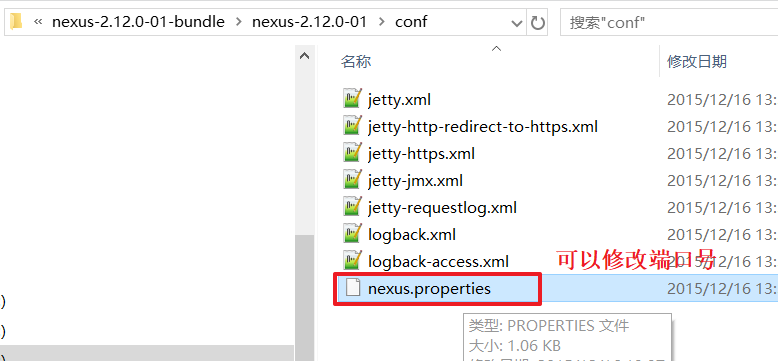 « nexus-2.12.0-01-bundle › nexus-2.12.0-01 › conf
搜索"conf"
名称 修改日期
jetty.xml 2015/12/16 13:
jetty-http-redirect-to-https.xml 2015/12/16 13:
jetty-https.xml 2015/12/16 13:
jetty-jmx.xml 2015/12/16 13:
jetty-requestlog.xml 2015/12/16 13:
logback.xml 2015/12/16 13:
logback-access.xml 2015/12/16 13:
可以修改端口号
nexus.properties 2015/12/16 13:
类型: PROPERTIES 文件
大小: 1.06 KB
)
)
)